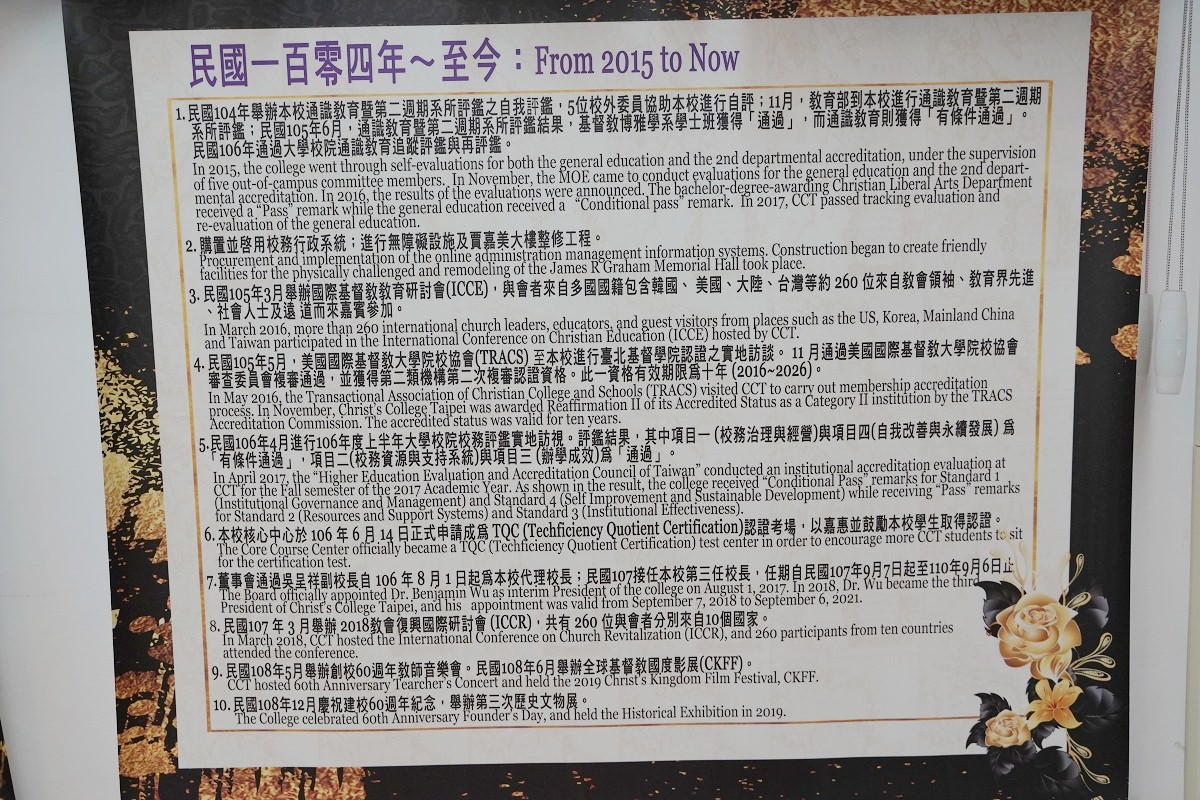 民國一百零四年～至今：From 2015 to Now
1. 民國104年舉辦本校通識教育暨第二週期系所評鑑之自我評鑑，5位校外委員協助本校進行自評；11月，教育部到本校進行通識教育暨第二週期
系所評鑑；民國105年6月，通識教育暨第二週期系所評鑑結果，基督教博雅學系學士班獲得「通過」，而通識教育則獲得「有條件通過」。
民國106年通過大學校院通識教育追蹤評鑑與再評鑑。
In 2015, the college went through self-evaluations for both the general education and the 2nd departmental accreditation, under the supervision
of five out-of-campus committee members. In November, the MOE came to conduct evaluations for the general education and the 2nd depart-
mental accreditation. In 2016, the results of the evaluations were announced. The bachelor-degree-awarding Christian Liberal Arts Department
received a "Pass" remark while the general education received a "Conditional pass" remark. In 2017, CCT passed tracking evaluation and
re-evaluation of the general education.
2. 購置並啓用校務行政系統；進行無障礙設施及賈嘉美大樓整修工程。
Procurement and implementation of the online administration management information systems. Construction began to create friendly
facilities for the physically challenged and remodeling of the James R Graham Memorial Hall took place.
3. 民國105年3月舉辦國際基督教教育研討會(ICCE)，與會者來自多國國籍包含韓國、 美國、大陸、台灣等約 260 位來自教會領袖、教育界先進
、社會人士及遠 道而來嘉賓參加。
In March 2016, more than 260 international church leaders, educators, and guest visitors from places such as the US, Korea, Mainland China
and Taiwan participated in the International Conference on Christian Education (ICCE) hosted by CCT.
4. 民國105年5月，美國國際基督教大學院校協會(TRACS) 至本校進行臺北基督學院認證之實地訪談。 11 月通過美國國際基督教大學院校協會
審查委員會複審通過，並獲得第二類機構第二次複審認證資格。此一資格有效期限爲十年 (2016~2026)。
In May 2016, the Transactional Association of Christian College and Schools (TRACS) visited CCT to carry out membership accreditation
process. In November, Christ's College Taipei was awarded Reaffirmation II of its Accredited Status as a Category II institution by the TRACS
Accreditation Commission. The accredited status was valid for ten years.
5.民國106年4月進行106年度上半年大學校院校務評鑑實地訪視。評鑑結果，其中項目一 (校務治理與經營)與項目四(自我改善與永續發展) 爲
「有條件通過」，項目二(校務資源與支持系統)與項目三 (辦學成效)爲「通過」。
In April 2017, the "Higher Education Evaluation and Accreditation Council of Taiwan" conducted an institutional accreditation evaluation at
CCT for the Fall semester of the 2017 Academic Year. As shown in the result, the college received "Conditional Pass" remarks for Standard 1
(Institutional Governance and Management) and Standard 4 (Self Improvement and Sustainable Development) while receiving "Pass" remarks
for Standard 2 (Resources and Support Systems) and Standard 3 (Institutional Effectiveness).
6. 本校核心中心於 106 年 6 月 14 日正式申請成爲 TQC (Techficiency Quotient Certification)認證考場，以嘉惠並鼓勵本校學生取得認證。
The Core Course Center officially became a TQC (Techficiency Quotient Certification) test center in order to encourage more CCT students to sit
for the certification test.
7.董事會通過吳呈祥副校長自 106 年 8 月 1 日起爲本校代理校長；民國107接任本校第三任校長，任期自民國107年9月7日起至110年9月6日止
The Board officially appointed Dr. Benjamin Wu as interim President of the college on August 1, 2017. In 2018, Dr. Wu became the third
President of Christ's College Taipei, and his appointment was valid from September 7, 2018 to September 6, 2021.
8. 民國107 年 3 月舉辦 2018教會復興國際研討會 (ICCR)，共有 260 位與會者分別來自10個國家。
In March 2018, CCT hosted the International Conference on Church Revitalization (ICCR), and 260 participants from ten countries
attended the conference.
9. 民國108年5月舉辦創校60週年教師音樂會。民國108年6月舉辦全球基督教國度影展(CKFF)。
CCT hosted 60th Anniversary Tearcher's Concert and held the 2019 Christ's Kingdom Film Festival, CKFF.
10. 民國108年12月慶祝建校60週年紀念，舉辦第三次歷史文物展。
The College celebrated 60th Anniversary Founder's Day, and held the Historical Exhibition in 2019.